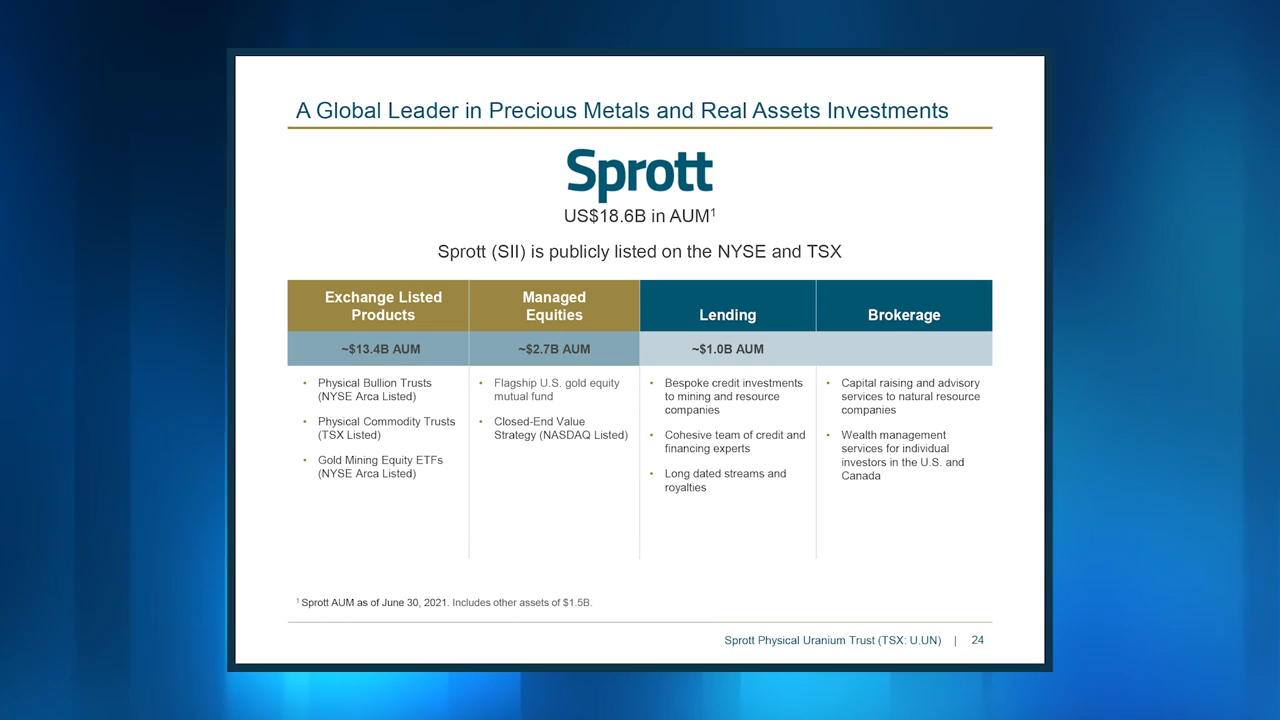 A Global Leader in Precious Metals and Real Assets Investments
Sprott
US$18.6B in AUM¹
Sprott (SII) is publicly listed on the NYSE and TSX
Exchange Listed
Products
~$13.4B AUM
• Physical Bullion Trusts
(NYSE Arca Listed)
• Physical Commodity Trusts
(TSX Listed)
• Gold Mining Equity ETFs
(NYSE Arca Listed)
Managed
Equities
~$2.7B AUM
• Flagship U.S. gold equity
mutual fund
• Closed-End Value
Strategy (NASDAQ Listed)
Lending
~$1.0B AUM
• Bespoke credit investments
to mining and resource
companies
• Cohesive team of credit and
financing experts
• Long dated streams and
royalties
Brokerage
• Capital raising and advisory
services to natural resource
companies
• Wealth management
services for individual
investors in the U.S. and
Canada
¹ Sprott AUM as of June 30, 2021. Includes other assets of $1.5B.
Sprott Physical Uranium Trust (TSX: U.UN) | 24